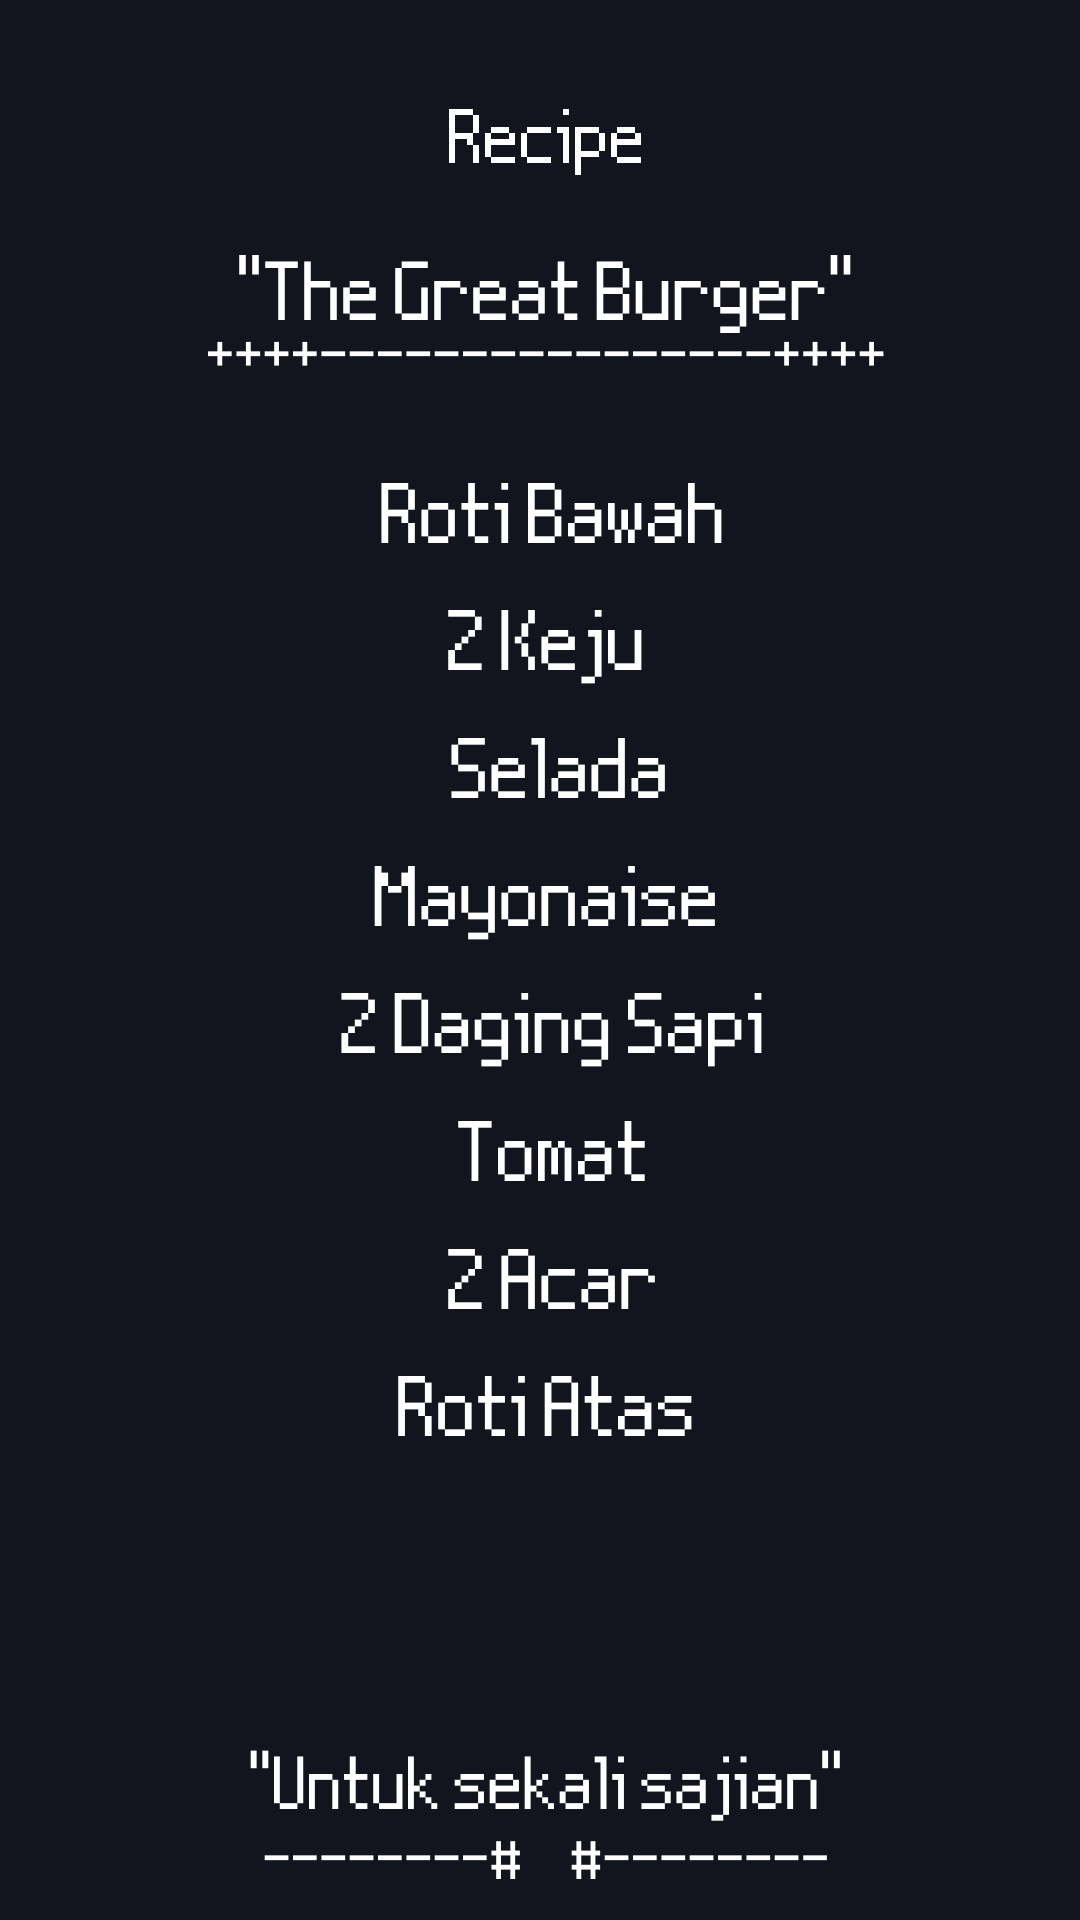 Recipe
"The Great Burger"
++++----------------++++
Roti Bawah
2 Keju
Selada
Mayonaise
2 Daging Sapi
Tomat
2 Acar
Roti Atas
"Untuk sekali sajian"
--------# #--------